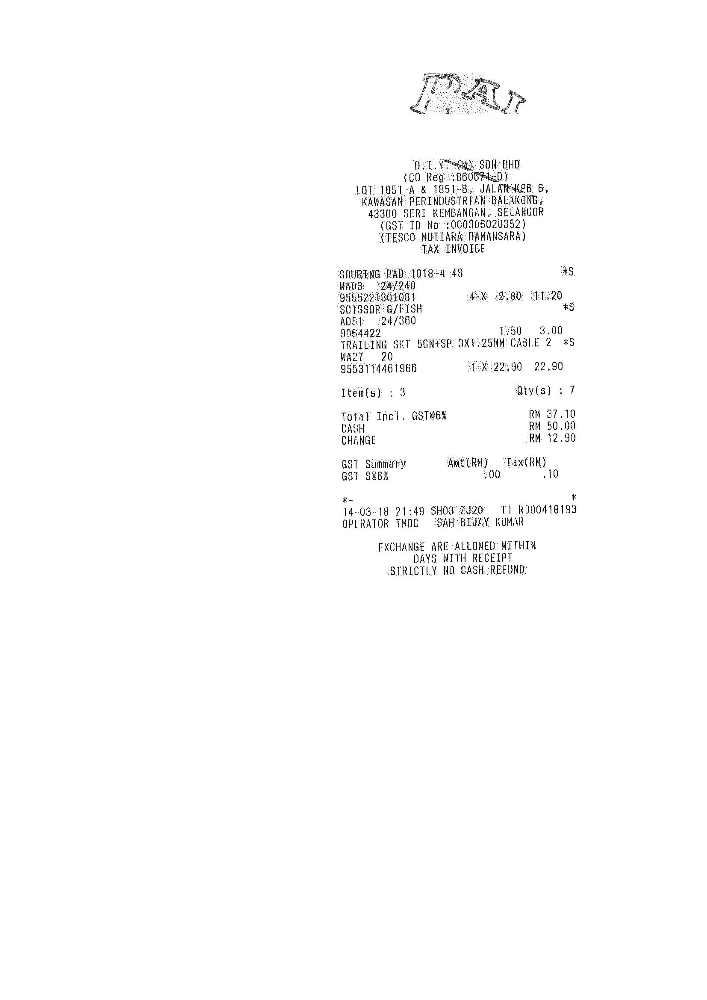 PAI
D.I.Y. (M) SDN BHD
(CO Reg :860671-D)
LOT 1851-A & 1851-B, JALAN KPB 6,
KAWASAN PERINDUSTRIAN BALAKONG,
43300 SERI KEMBANGAN, SELANGOR
(GST ID No :000306020352)
(TESCO MUTIARA DAMANSARA)
TAX INVOICE
SOURING PAD 1018-4 4S *S
WA03 24/240
9555221301081 4 X 2.80 11.20
SCISSOR G/FISH *S
AD51 24/360
9064422 1.50 3.00
TRAILING SKT 5GN+SP 3X1.25MM CABLE 2 *S
WA27 20
9553114461966 1 X 22.90 22.90
Item(s) : 3 Qty(s) : 7
Total Incl. GST@6% RM 37.10
CASH RM 50.00
CHANGE RM 12.90
GST Summary Amt(RM) Tax(RM)
GST S@6% .00 .10
*- *
14-03-18 21:49 SH03 ZJ20 T1 R000418193
OPERATOR TMDC SAH BIJAY KUMAR
EXCHANGE ARE ALLOWED WITHIN
DAYS WITH RECEIPT
STRICTLY NO CASH REFUND